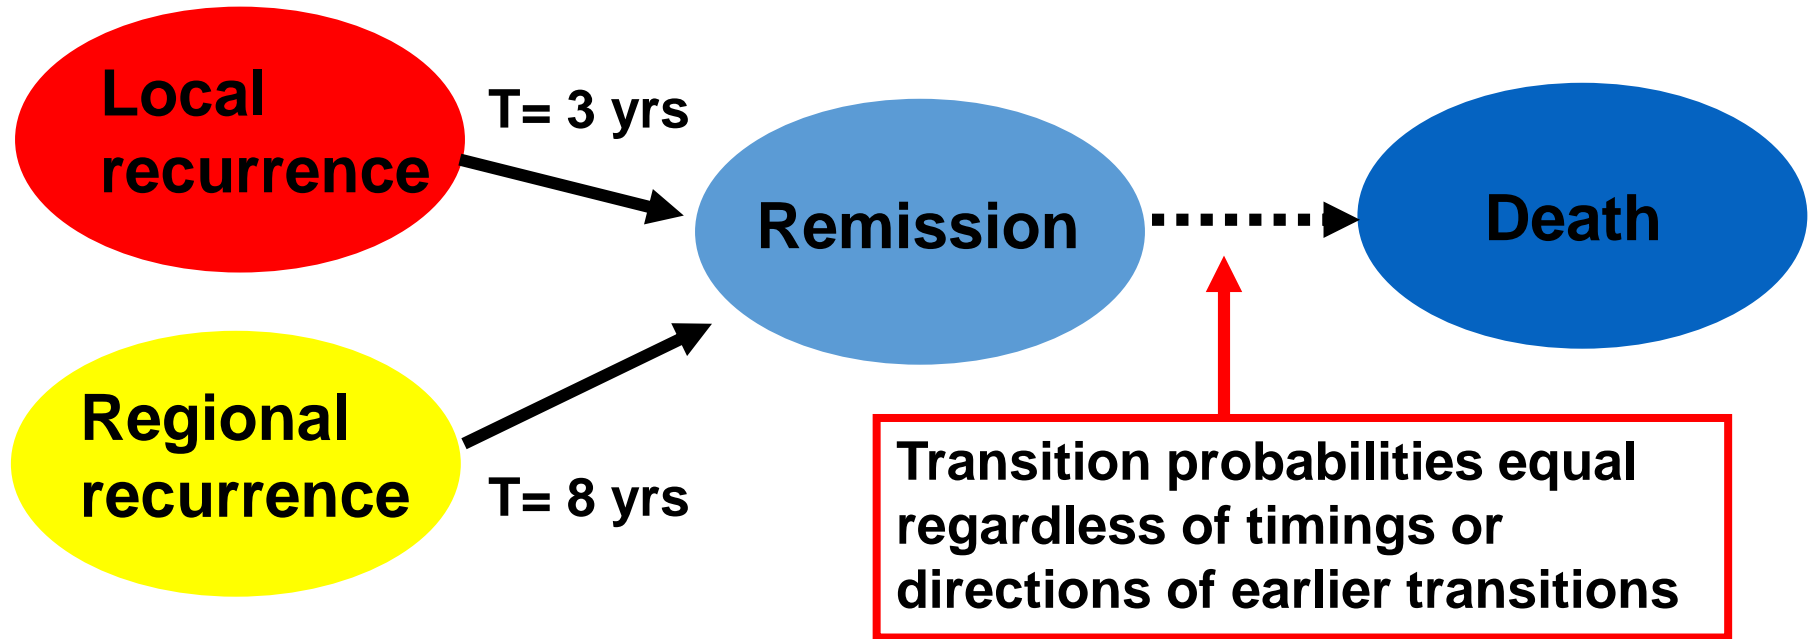 Local
recurrence
T= 3 yrs
Remission
Death
Regional
recurrence
T= 8 yrs
Transition probabilities equal
regardless of timings or
directions of earlier transitions